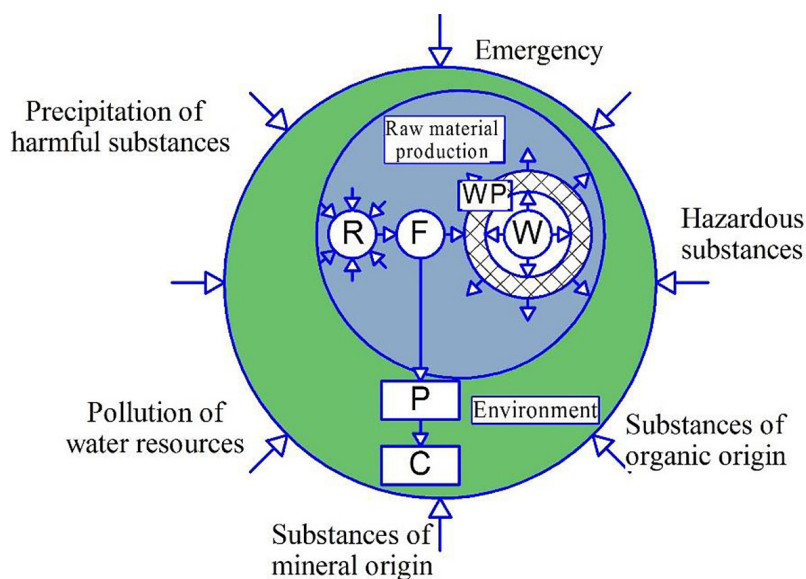 Emergency
Precipitation of
harmful substances
Raw material
production
WP
R
F
W
Hazardous
substances
P
Environment
C
Pollution of
water resources
Substances of
organic origin
Substances of
mineral origin